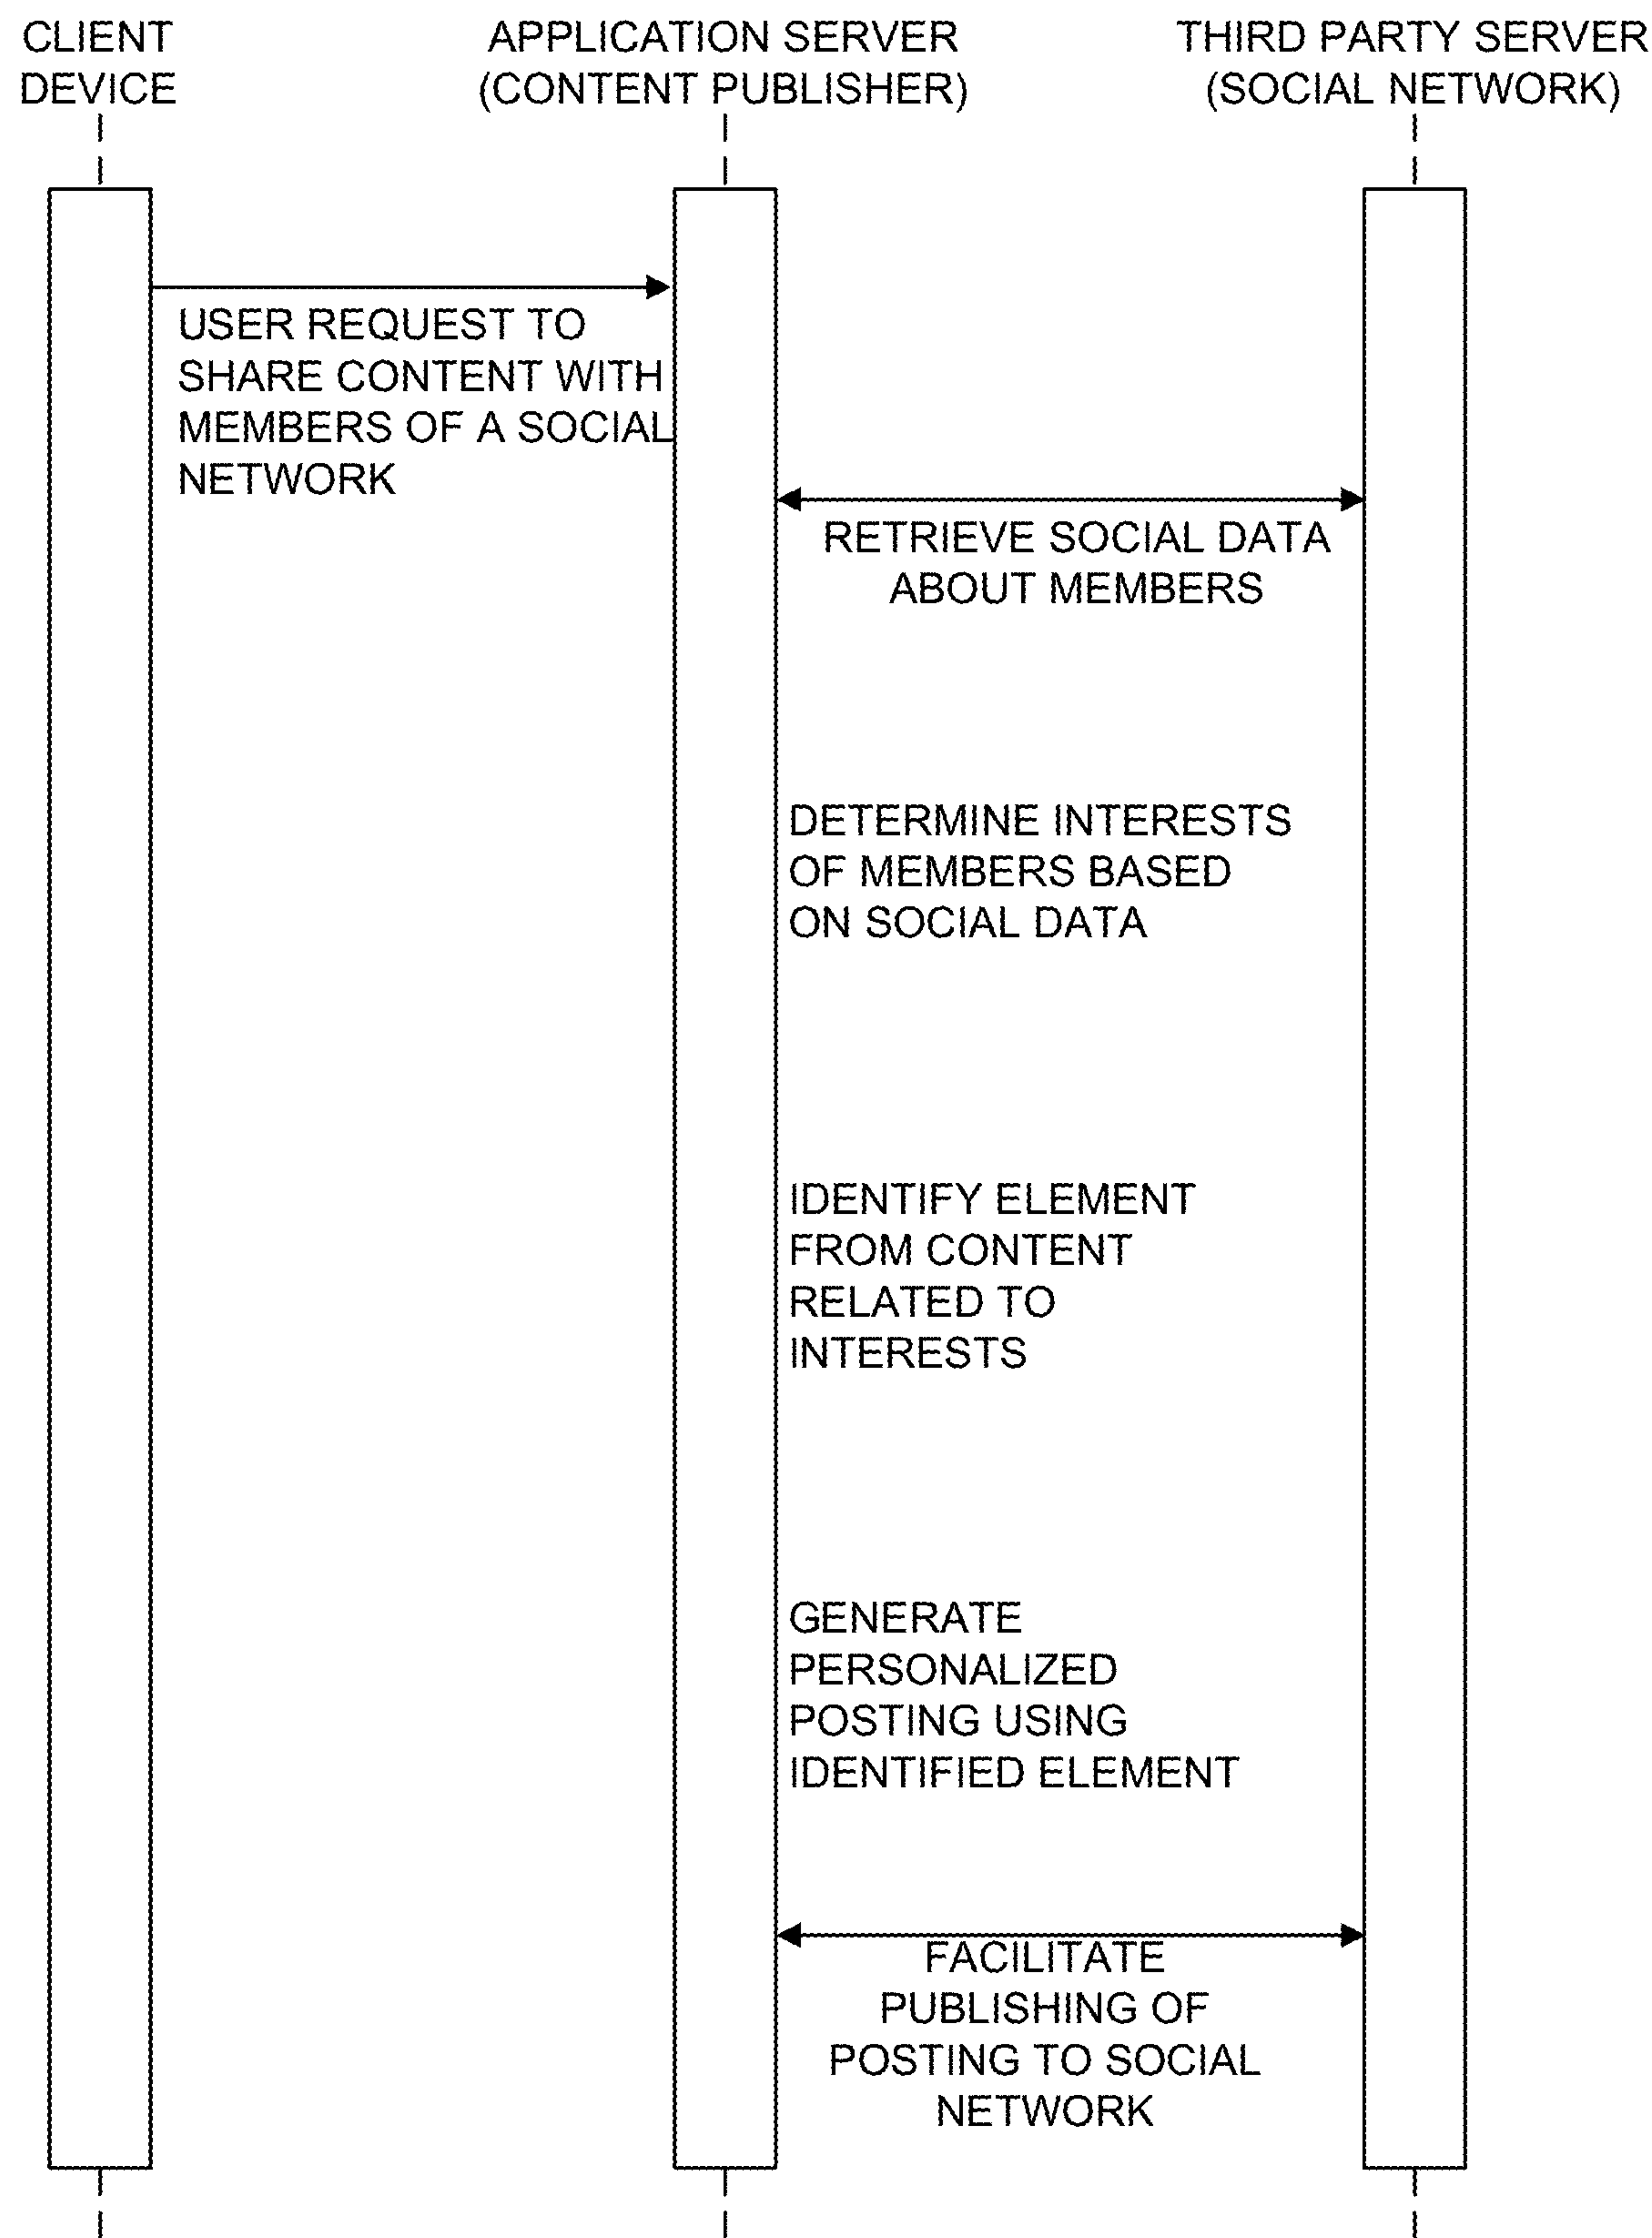 CLIENT
DEVICE
APPLICATION SERVER
(CONTENT PUBLISHER)
THIRD PARTY SERVER
(SOCIAL NETWORK)
USER REQUEST TO
SHARE CONTENT WITH
MEMBERS OF A SOCIAL
NETWORK
RETRIEVE SOCIAL DATA
ABOUT MEMBERS
DETERMINE INTERESTS
OF MEMBERS BASED
ON SOCIAL DATA
IDENTIFY ELEMENT
FROM CONTENT
RELATED TO
INTERESTS
GENERATE
PERSONALIZED
POSTING USING
IDENTIFIED ELEMENT
FACILITATE
PUBLISHING OF
POSTING TO SOCIAL
NETWORK